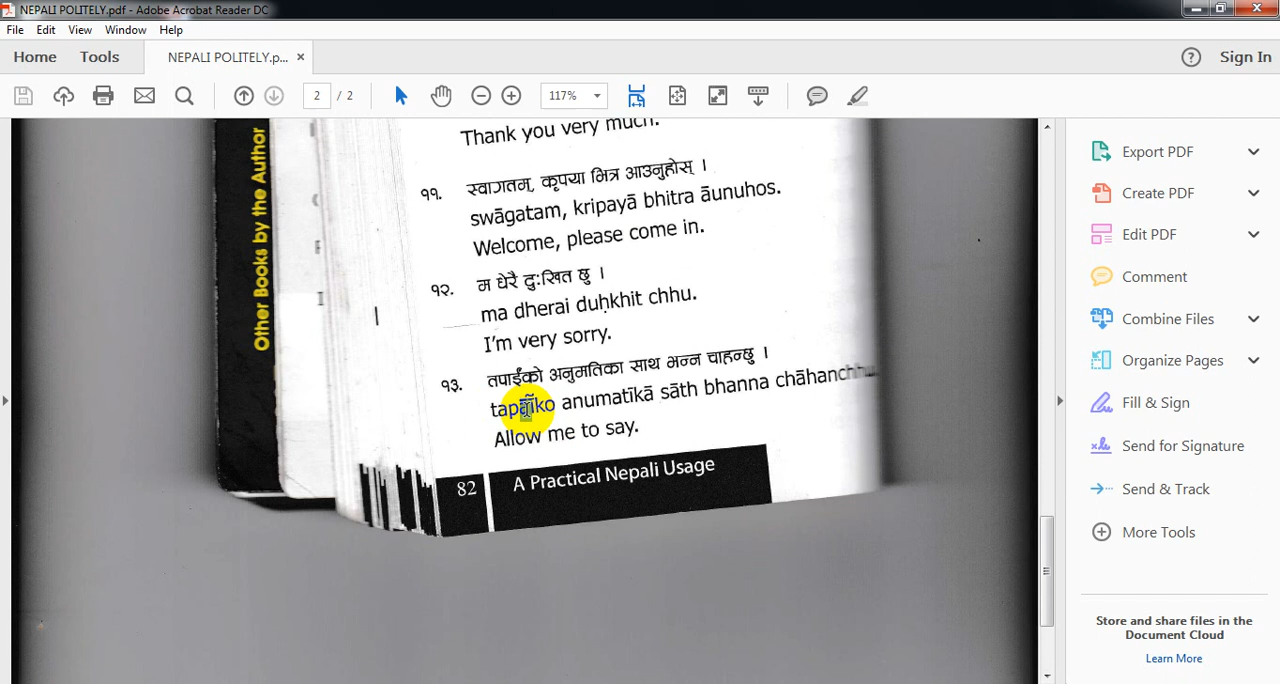 NEPALI POLITELY.pdf - Adobe Acrobat Reader DC
File Edit View Window Help
Home Tools NEPALI POLITELY.p... × Sign In
2 / 2 117%
Other Books by the Author
Thank you very much.
११. स्वागतम्, कृपया भित्र आउनुहोस् ।
swāgatam, kripayā bhitra āunuhos.
Welcome, please come in.
१२. म धेरै दुःखित छु ।
ma dherai duḥkhit chhu.
I'm very sorry.
१३. तपाईंको अनुमतिका साथ भन्न चाहन्छु ।
tapāĩko anumatīkā sāth bhanna chāhanchhu.
Allow me to say.
82 A Practical Nepali Usage
Export PDF
Create PDF
Edit PDF
Comment
Combine Files
Organize Pages
Fill & Sign
Send for Signature
Send & Track
More Tools
Store and share files in the
Document Cloud
Learn More